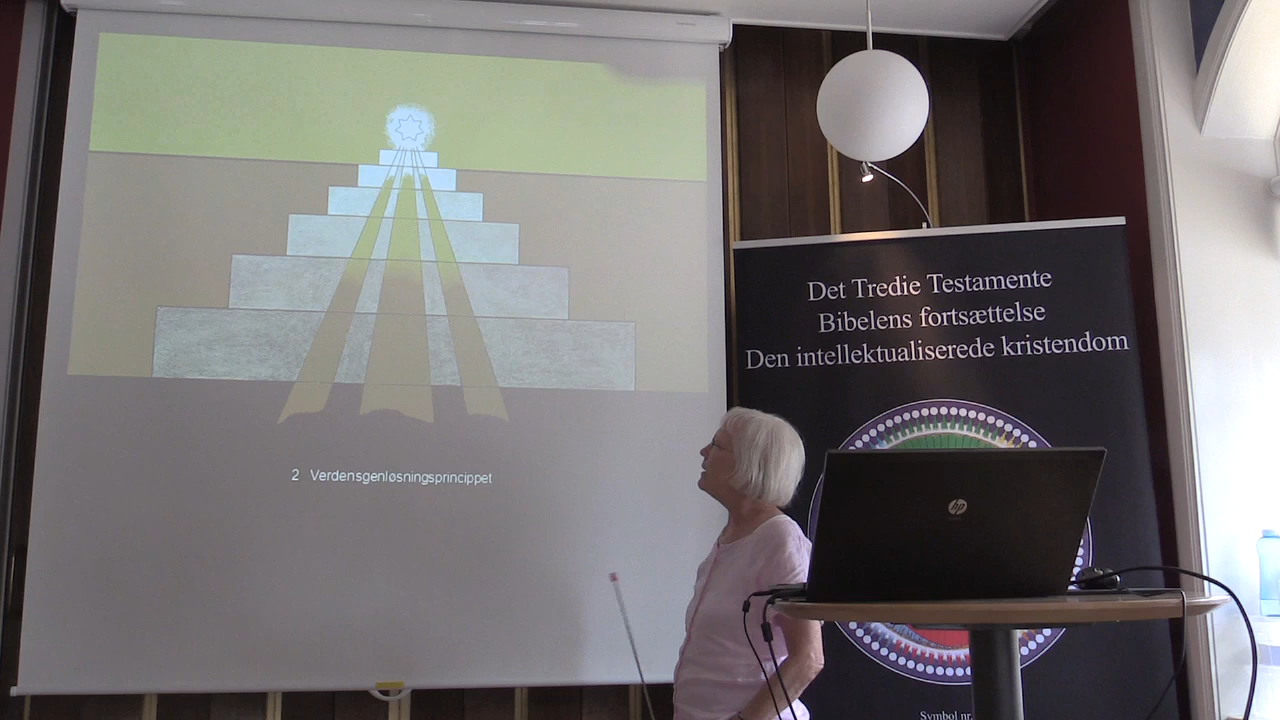 2 Verdensgenløsningsprincippet
Det Tredie Testamente
Bibelens fortsættelse
Den intellektualiserede kristendom
hp
Symbol nr.